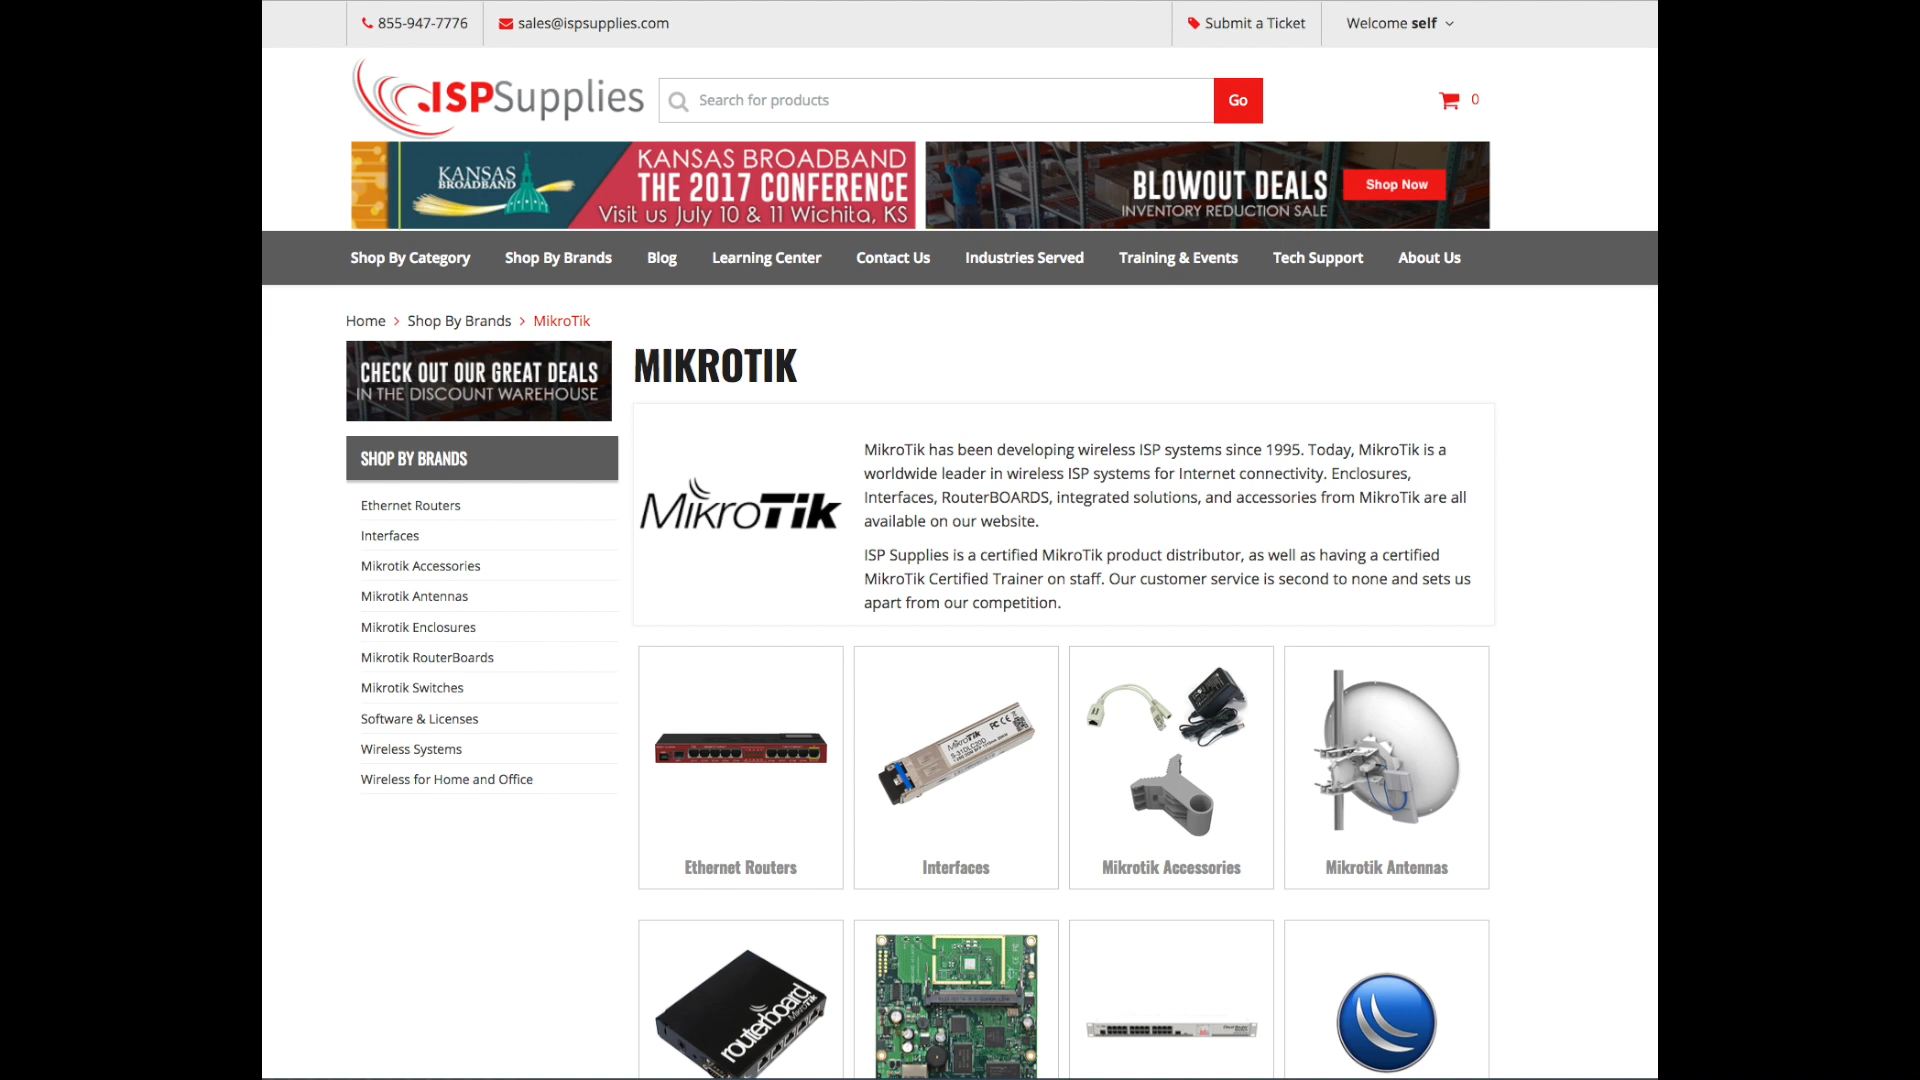 855-947-7776
sales@ispsupplies.com
Submit a Ticket
Welcome self
ISPSupplies
Search for products
Go
0
KANSAS
BROADBAND
KANSAS BROADBAND
THE 2017 CONFERENCE
Visit us July 10 & 11 Wichita, KS
BLOWOUT DEALS
INVENTORY REDUCTION SALE
Shop Now
Shop By Category
Shop By Brands
Blog
Learning Center
Contact Us
Industries Served
Training & Events
Tech Support
About Us
Home > Shop By Brands > MikroTik
CHECK OUT OUR GREAT DEALS
IN THE DISCOUNT WAREHOUSE
SHOP BY BRANDS
Ethernet Routers
Interfaces
Mikrotik Accessories
Mikrotik Antennas
Mikrotik Enclosures
Mikrotik RouterBoards
Mikrotik Switches
Software & Licenses
Wireless Systems
Wireless for Home and Office
MIKROTIK
MikroTik
MikroTik has been developing wireless ISP systems since 1995. Today, MikroTik is a
worldwide leader in wireless ISP systems for Internet connectivity. Enclosures,
Interfaces, RouterBOARDS, integrated solutions, and accessories from MikroTik are all
available on our website.
ISP Supplies is a certified MikroTik product distributor, as well as having a certified
MikroTik Certified Trainer on staff. Our customer service is second to none and sets us
apart from our competition.
MikroTik
S-31DLC20D
Ethernet Routers
Interfaces
Mikrotik Accessories
Mikrotik Antennas
routerboard
MikroTik